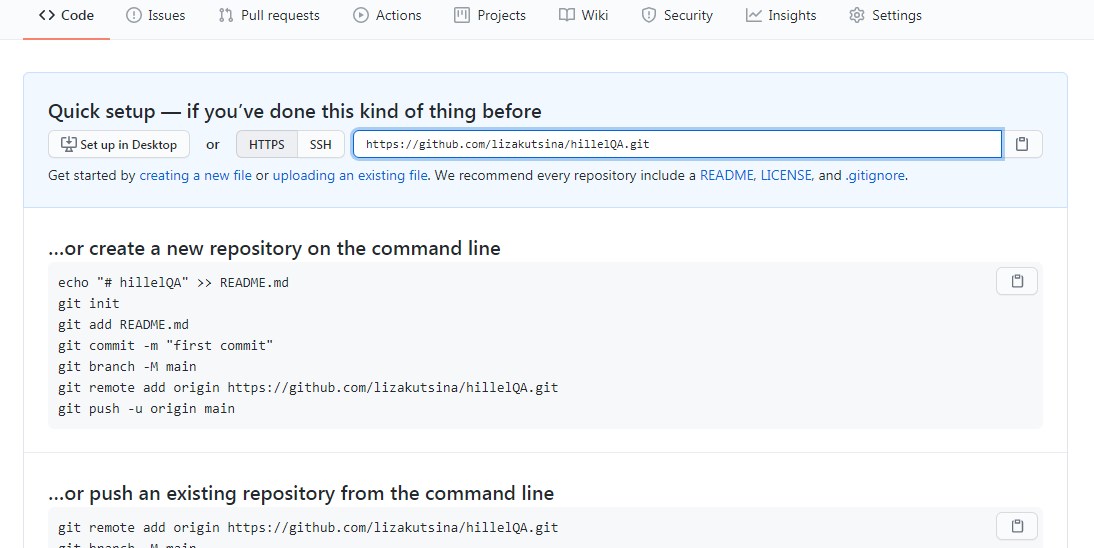 Code Issues Pull requests Actions Projects Wiki Security Insights Settings
Quick setup — if you’ve done this kind of thing before
Set up in Desktop or HTTPS SSH https://github.com/lizakutsina/hillelQA.git
Get started by creating a new file or uploading an existing file. We recommend every repository include a README, LICENSE, and .gitignore.
…or create a new repository on the command line
echo "# hillelQA" >> README.md
git init
git add README.md
git commit -m "first commit"
git branch -M main
git remote add origin https://github.com/lizakutsina/hillelQA.git
git push -u origin main
…or push an existing repository from the command line
git remote add origin https://github.com/lizakutsina/hillelQA.git
git branch -M main